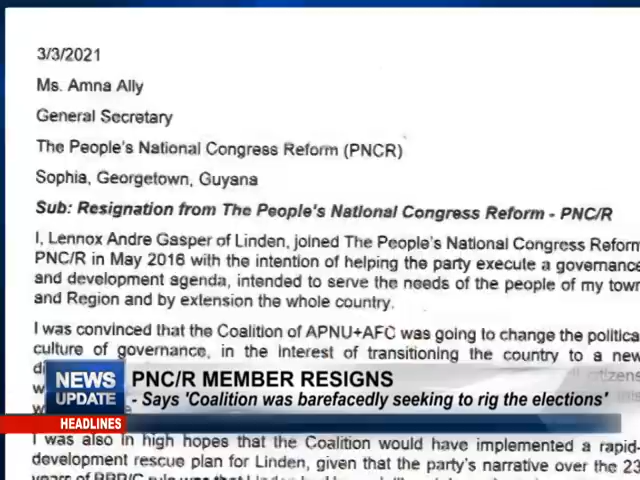 3/3/2021
Ms. Amna Ally
General Secretary
The People's National Congress Reform (PNCR)
Sophia, Georgetown, Guyana
Sub: Resignation from The People's National Congress Reform - PNC/R
I, Lennox Andre Gasper of Linden, joined The People's National Congress Reform
PNC/R in May 2016 with the intention of helping the party execute a governance
and development agenda, intended to serve the needs of the people of my town
and Region and by extension the whole country.
I was convinced that the Coalition of APNU+AFC was going to change the political
culture of governance, in the interest of transitioning the country to a new
citizens
NEWS
UPDATE
PNC/R MEMBER RESIGNS
- Says 'Coalition was barefacedly seeking to rig the elections'
HEADLINES
I was also in high hopes that the Coalition would have implemented a rapid-
development rescue plan for Linden, given that the party's narrative over the 23